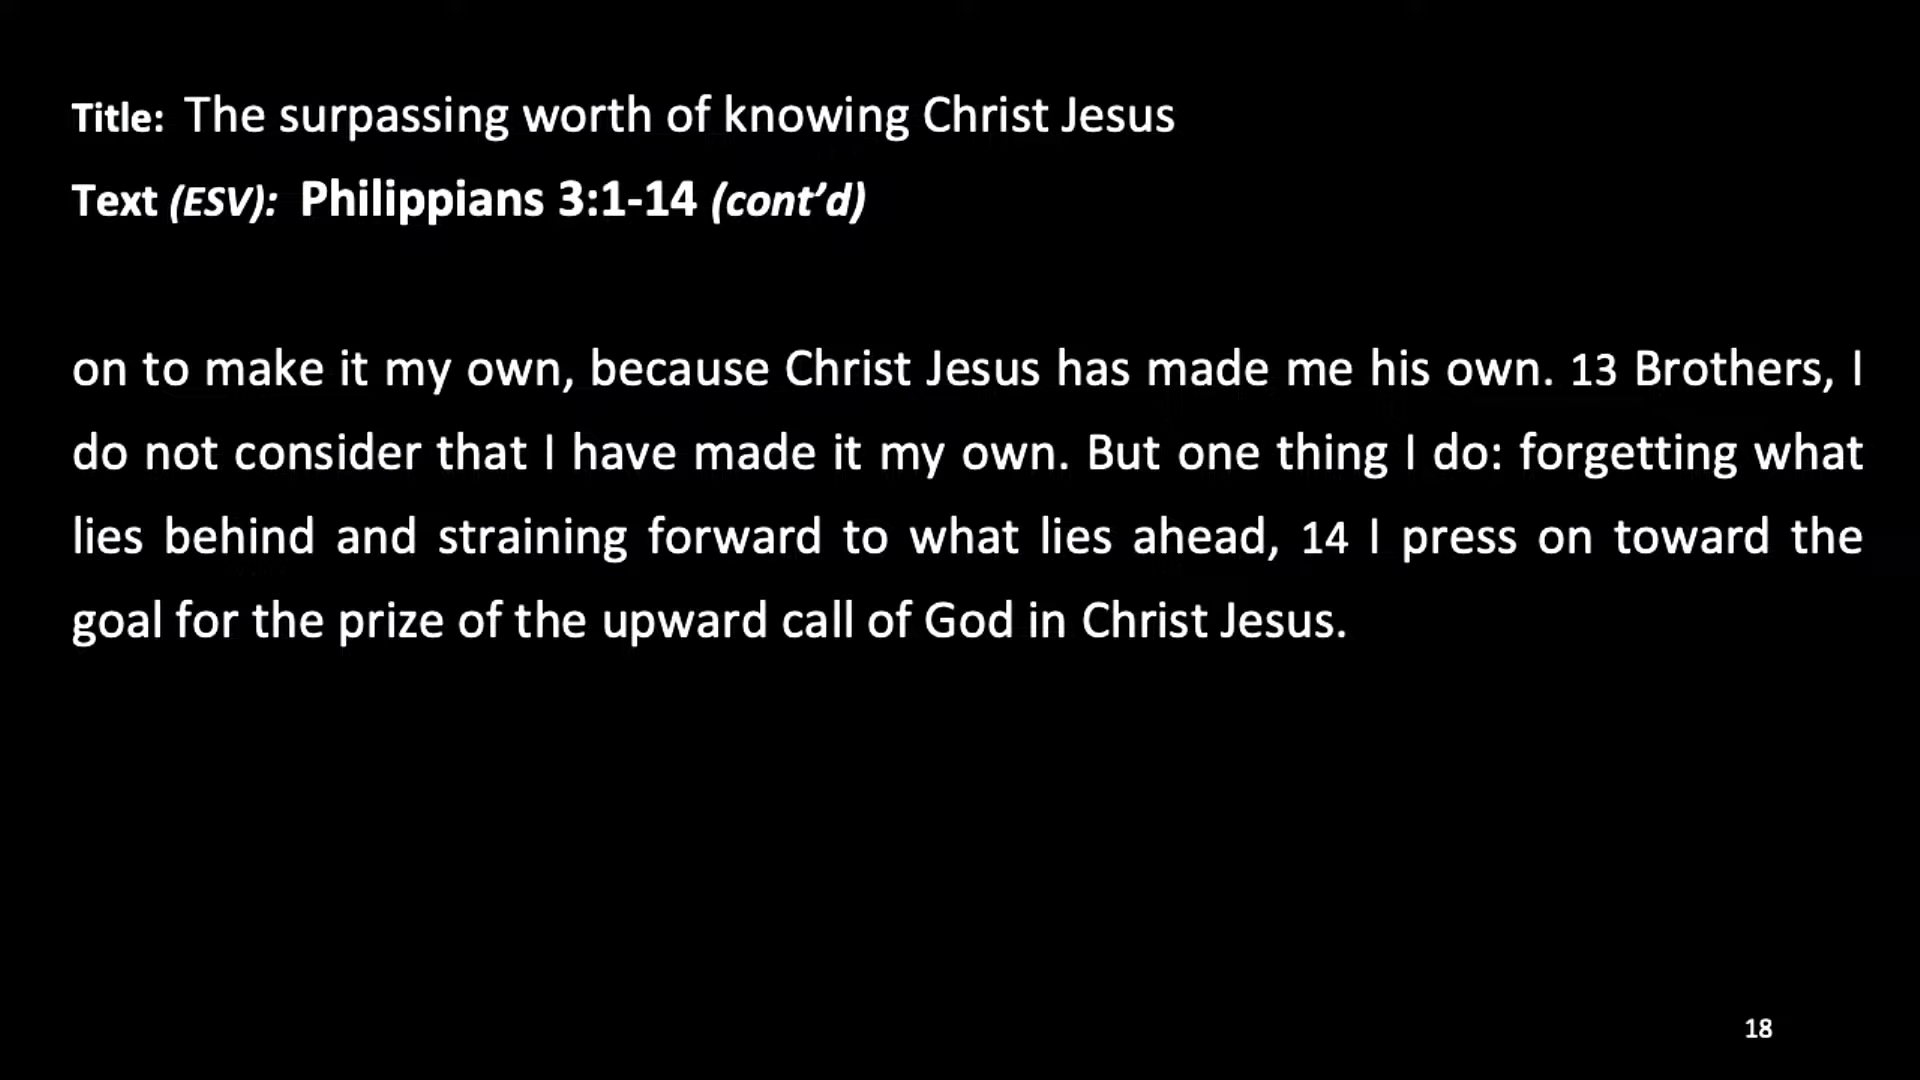 Title: The surpassing worth of knowing Christ Jesus
Text (ESV): Philippians 3:1-14 (cont’d)
on to make it my own, because Christ Jesus has made me his own. 13 Brothers, I
do not consider that I have made it my own. But one thing I do: forgetting what
lies behind and straining forward to what lies ahead, 14 I press on toward the
goal for the prize of the upward call of God in Christ Jesus.
18